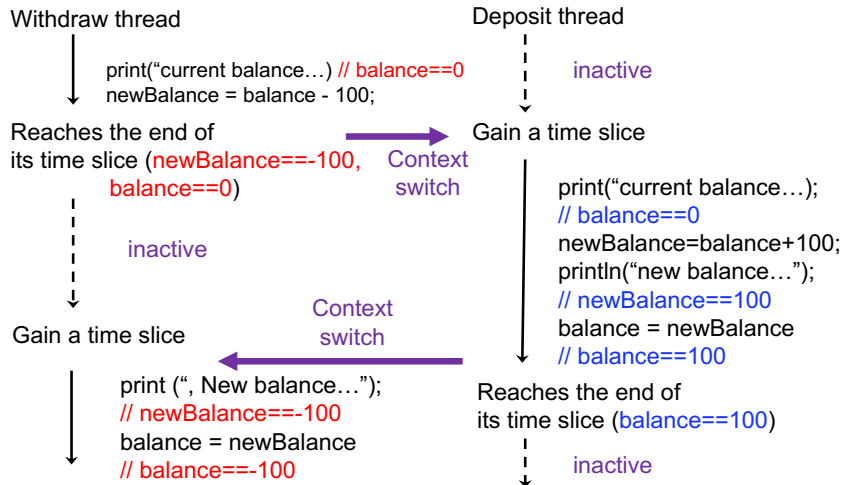 Withdraw thread
print(“current balance…) // balance==0
newBalance = balance - 100;
Reaches the end of
its time slice (newBalance==-100,
balance==0)
inactive
Gain a time slice
print (“, New balance…”);
// newBalance==-100
balance = newBalance
// balance==-100
Context
switch
Context
switch
Deposit thread
inactive
Gain a time slice
print(“current balance…);
// balance==0
newBalance=balance+100;
println(“new balance…”);
// newBalance==100
balance = newBalance
// balance==100
Reaches the end of
its time slice (balance==100)
inactive